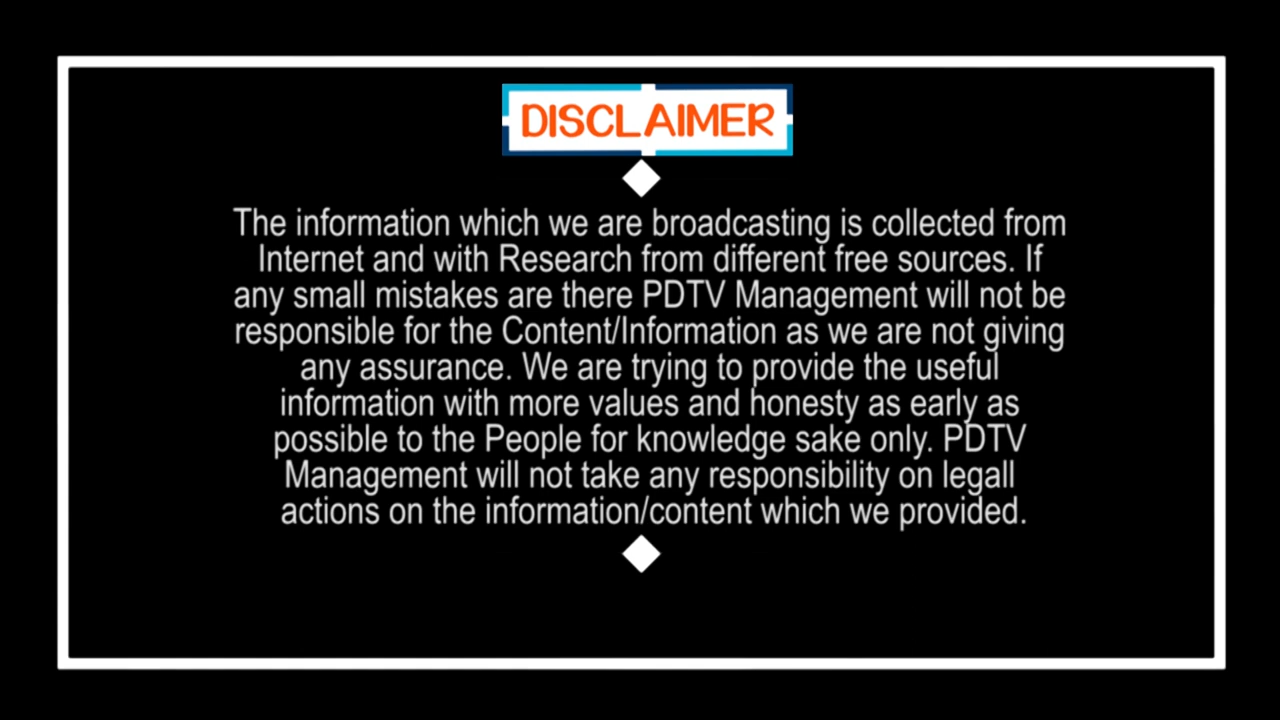 DISCLAIMER
The information which we are broadcasting is collected from
Internet and with Research from different free sources. If
any small mistakes are there PDTV Management will not be
responsible for the Content/Information as we are not giving
any assurance. We are trying to provide the useful
information with more values and honesty as early as
possible to the People for knowledge sake only. PDTV
Management will not take any responsibility on legall
actions on the information/content which we provided.